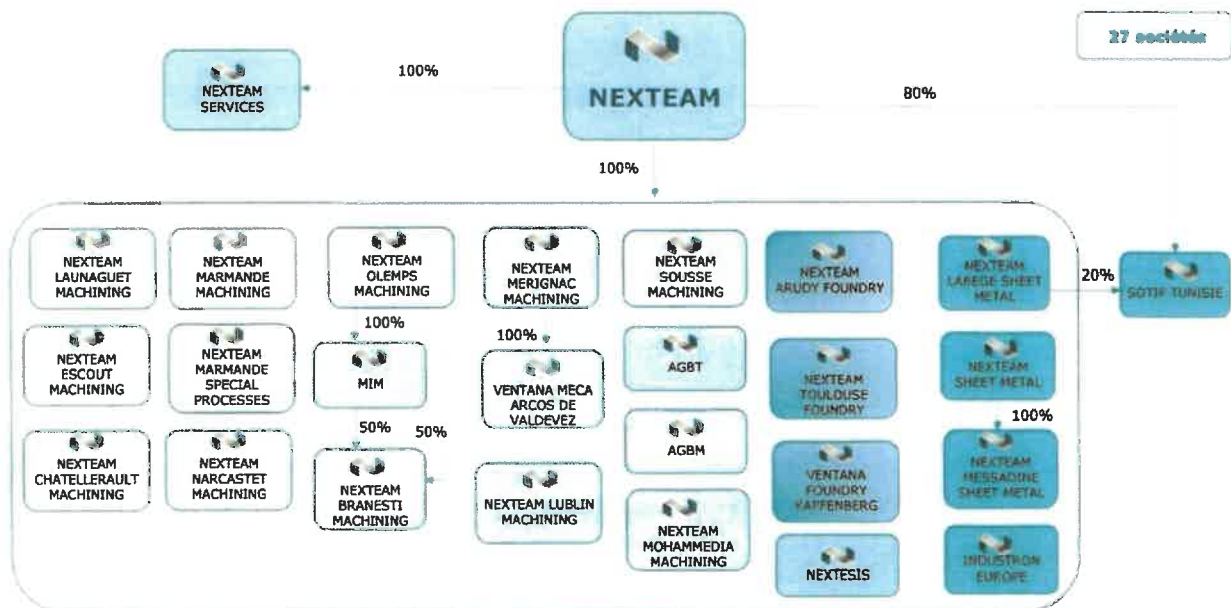 27 sociétés
NEXTEAM
SERVICES
100%
NEXTEAM
80%
100%
NEXTEAM
LAUNAGUET
MACHINING
NEXTEAM
MARMANDE
MACHINING
NEXTEAM
OLEMPS
MACHINING
NEXTEAM
MERIGNAC
MACHINING
NEXTEAM
SOUSSE
MACHINING
NEXTEAM
ARUDY FOUNDRY
NEXTEAM
LABEGE SHEET
METAL
20%
SOTIF TUNISIE
100%
100%
NEXTEAM
ESCOUT
MACHINING
NEXTEAM
MARMANDE
SPECIAL
PROCESSES
MIM
VENTANA MECA
ARCOS DE
VALDEVEZ
AGBT
NEXTEAM
TOULOUSE
FOUNDRY
NEXTEAM
SHEET METAL
50%
50%
100%
NEXTEAM
CHATELLERAULT
MACHINING
NEXTEAM
NARCASTET
MACHINING
NEXTEAM
BRANESTI
MACHINING
NEXTEAM LUBLIN
MACHINING
AGBM
VENTANA
FOUNDRY
KAPFENBERG
NEXTEAM
MESSADINE
SHEET METAL
NEXTEAM
MOHAMMEDIA
MACHINING
NEXTESIS
INDUSTRON
EUROPE